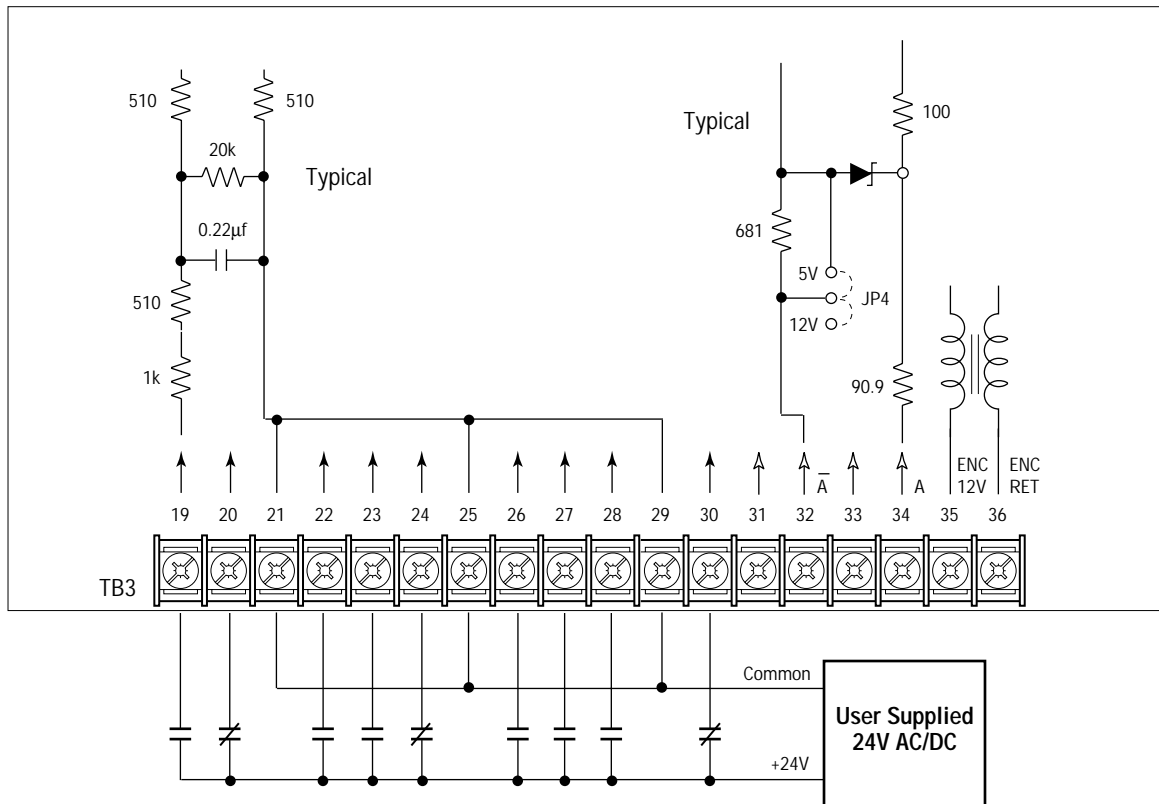 510
510
20k
Typical
0.22µf
510
1k
Typical
100
681
5V
JP4
12V
90.9
ENC
12V
ENC
RET
A̅
A
19 20 21 22 23 24 25 26 27 28 29 30 31 32 33 34 35 36
TB3
Common
+24V
User Supplied
24V AC/DC